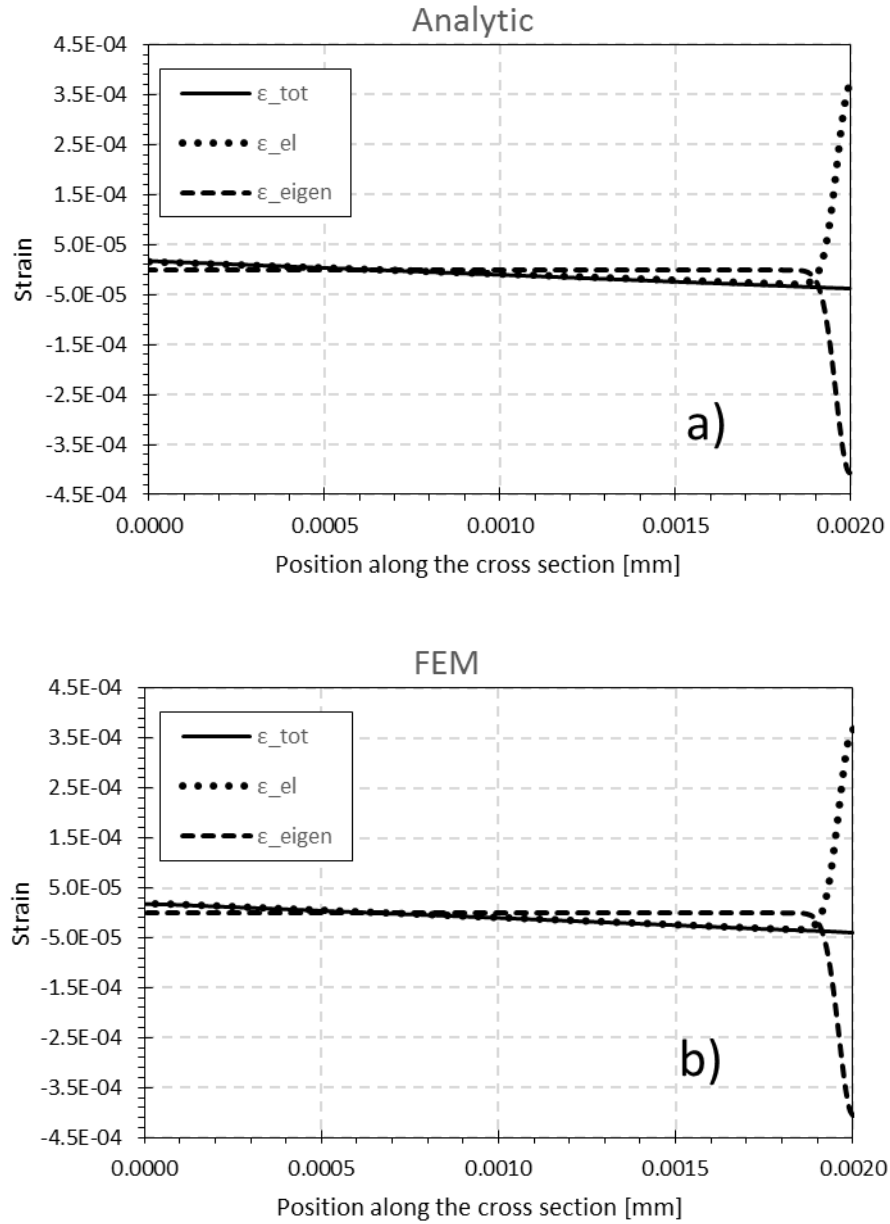 Analytic
4.5E-04
3.5E-04
2.5E-04
1.5E-04
5.0E-05
-5.0E-05
-1.5E-04
-2.5E-04
-3.5E-04
-4.5E-04
Strain
ε_tot
ε_el
ε_eigen
a)
0.0000 0.0005 0.0010 0.0015 0.0020
Position along the cross section [mm]
FEM
4.5E-04
3.5E-04
2.5E-04
1.5E-04
5.0E-05
-5.0E-05
-1.5E-04
-2.5E-04
-3.5E-04
-4.5E-04
Strain
ε_tot
ε_el
ε_eigen
b)
0.0000 0.0005 0.0010 0.0015 0.0020
Position along the cross section [mm]